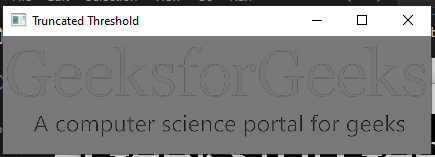 Truncated Threshold
GeeksforGeeks
A computer science portal for geeks